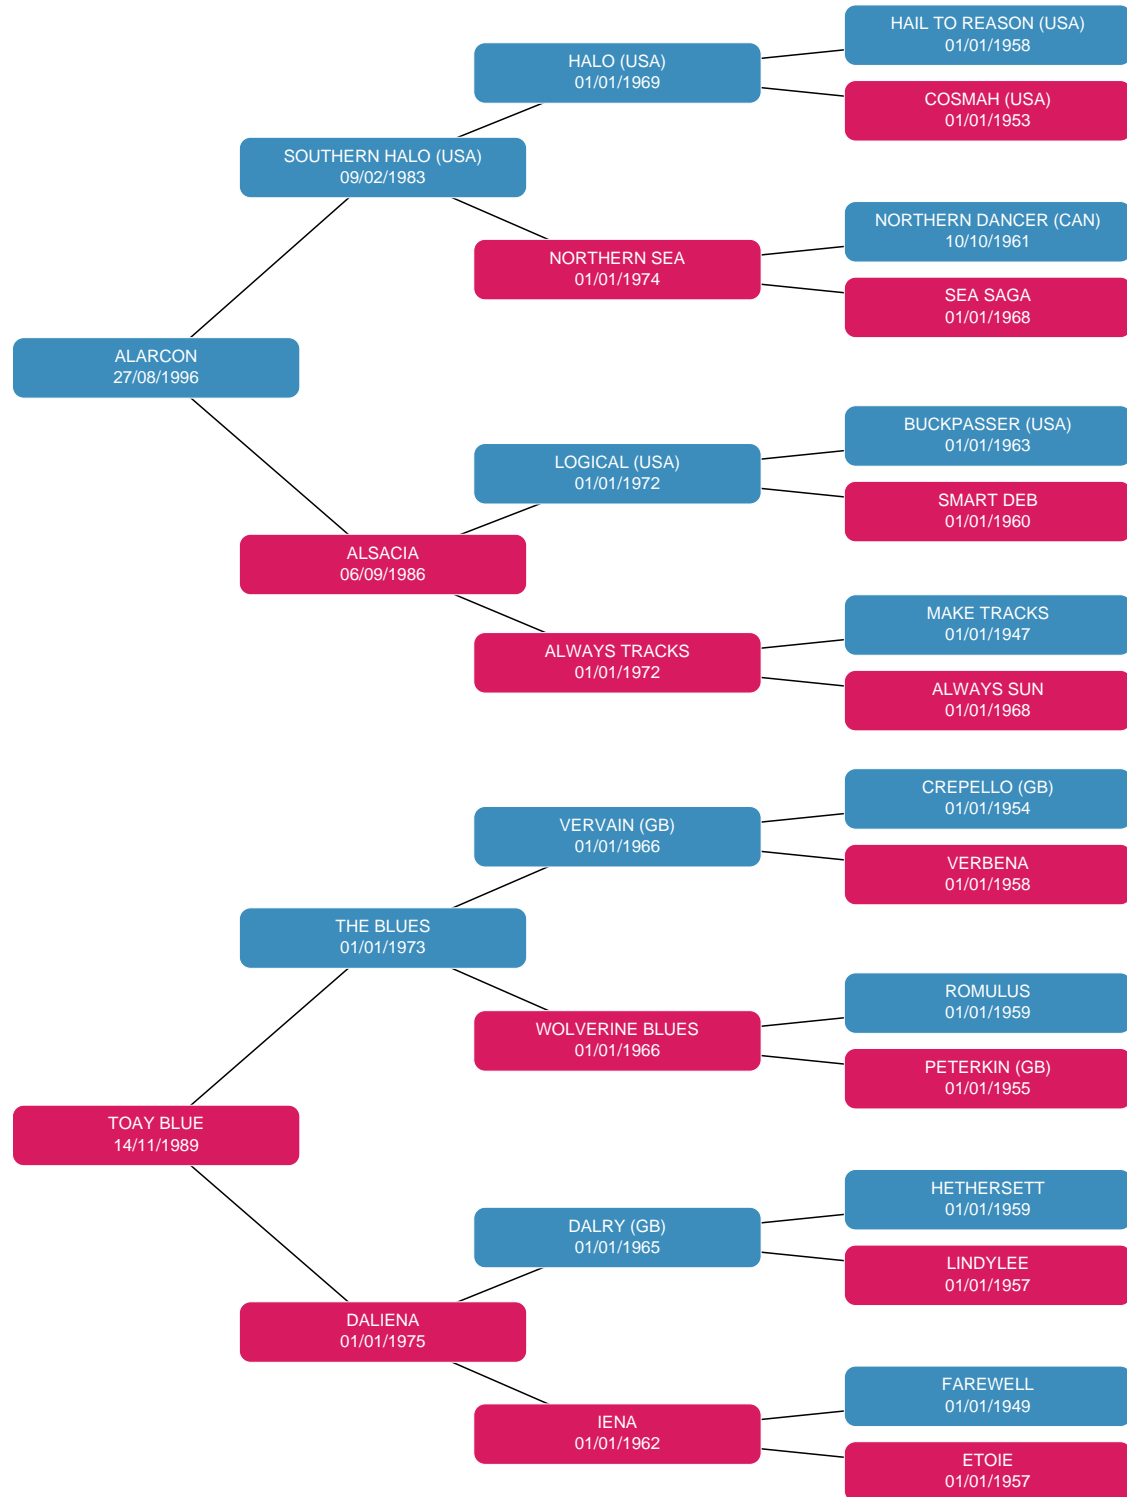 HAIL TO REASON (USA)
01/01/1958
HALO (USA)
01/01/1969
COSMAH (USA)
01/01/1953
SOUTHERN HALO (USA)
09/02/1983
NORTHERN DANCER (CAN)
10/10/1961
NORTHERN SEA
01/01/1974
SEA SAGA
01/01/1968
ALARCON
27/08/1996
BUCKPASSER (USA)
01/01/1963
LOGICAL (USA)
01/01/1972
SMART DEB
01/01/1960
ALSACIA
06/09/1986
MAKE TRACKS
01/01/1947
ALWAYS TRACKS
01/01/1972
ALWAYS SUN
01/01/1968
CREPELLO (GB)
01/01/1954
VERVAIN (GB)
01/01/1966
VERBENA
01/01/1958
THE BLUES
01/01/1973
ROMULUS
01/01/1959
WOLVERINE BLUES
01/01/1966
PETERKIN (GB)
01/01/1955
TOAY BLUE
14/11/1989
HETHERSETT
01/01/1959
DALRY (GB)
01/01/1965
LINDYLEE
01/01/1957
DALIENA
01/01/1975
FAREWELL
01/01/1949
IENA
01/01/1962
ETOIE
01/01/1957